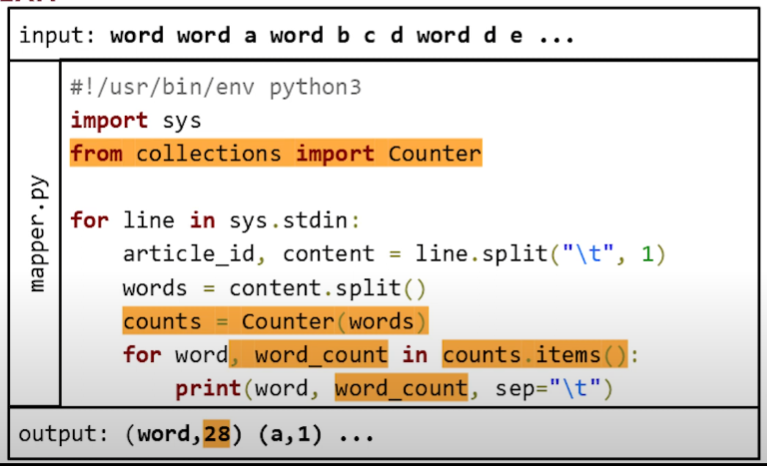 input: word word a word b c d word d e ...
mapper.py
#!/usr/bin/env python3
import sys
from collections import Counter
for line in sys.stdin:
    article_id, content = line.split("\t", 1)
    words = content.split()
    counts = Counter(words)
    for word, word_count in counts.items():
        print(word, word_count, sep="\t")
output: (word,28) (a,1) ...